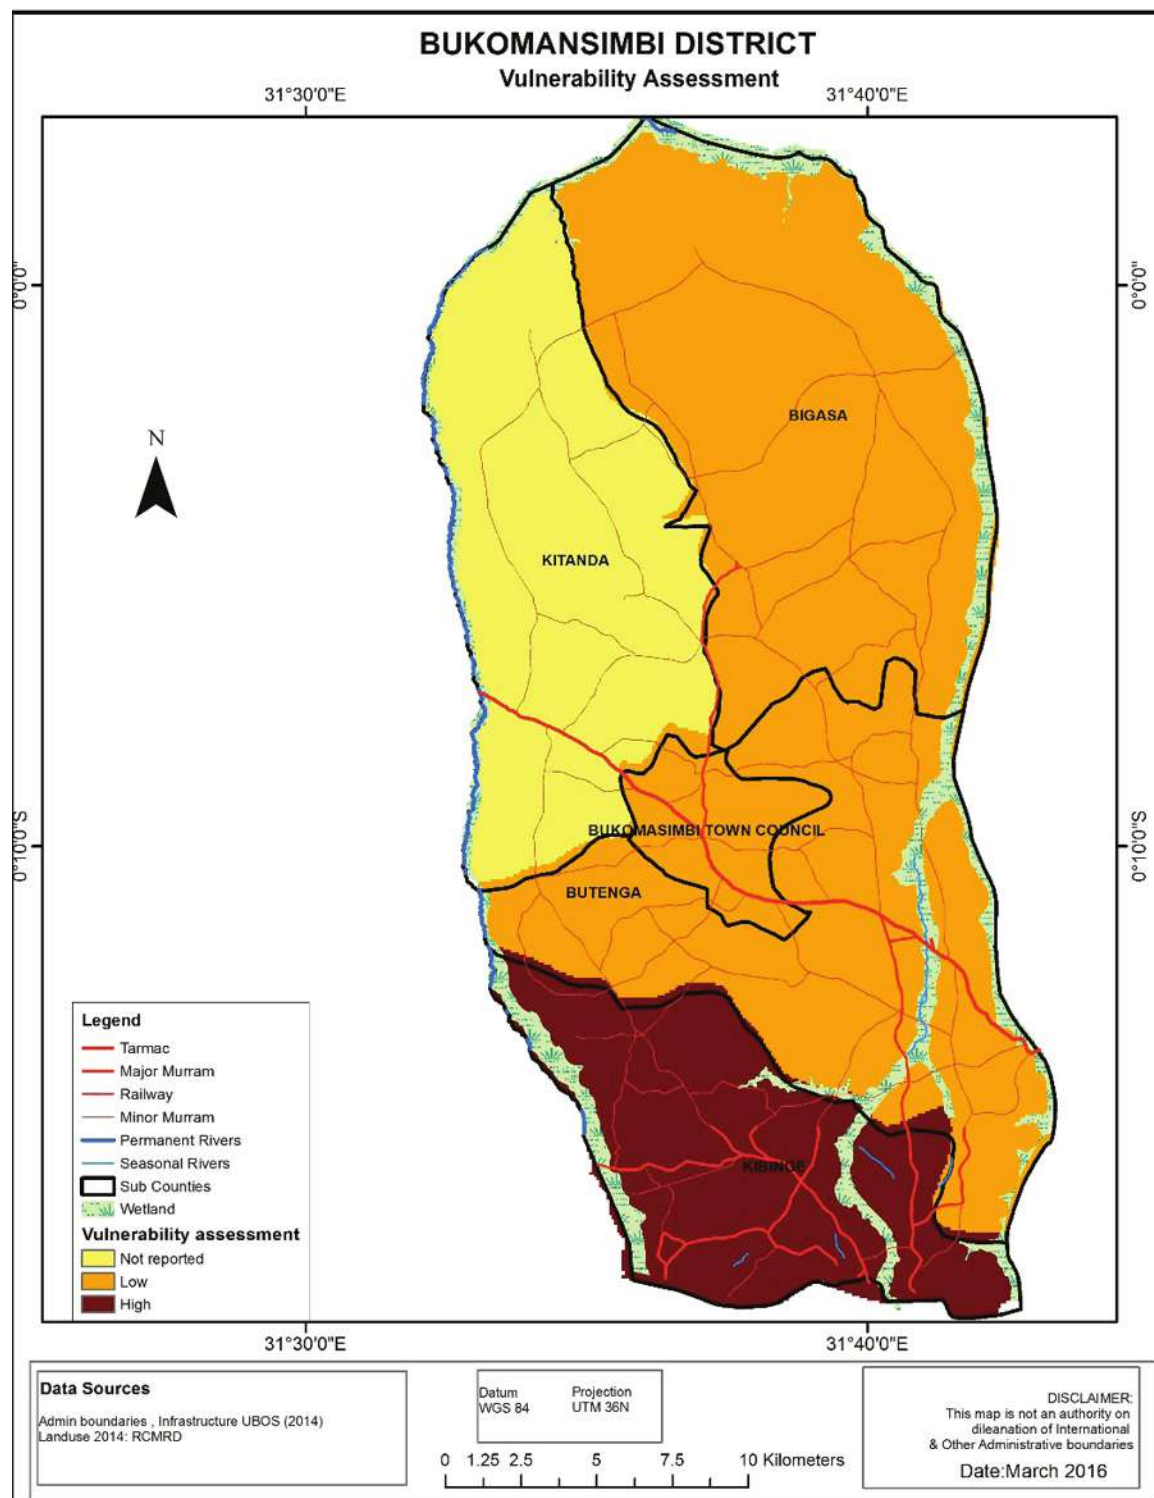 BUKOMANSIMBI DISTRICT
Vulnerability Assessment
31°30'0"E
31°40'0"E
0°0'0"
0°0'0"
BIGASA
N
KITANDA
BUKOMASIMBI TOWN COUNCIL
0°10'0"S
0°10'0"S
BUTENGA
KIBINGE
Legend
Tarmac
Major Murram
Railway
Minor Murram
Permanent Rivers
Seasonal Rivers
Sub Counties
Wetland
Vulnerability assessment
Not reported
Low
High
31°30'0"E
31°40'0"E
Data Sources
Admin boundaries , Infrastructure UBOS (2014)
Landuse 2014: RCMRD
Datum
WGS 84
Projection
UTM 36N
0 1.25 2.5 5 7.5 10 Kilometers
DISCLAIMER:
This map is not an authority on
dileanation of International
& Other Administrative boundaries
Date:March 2016